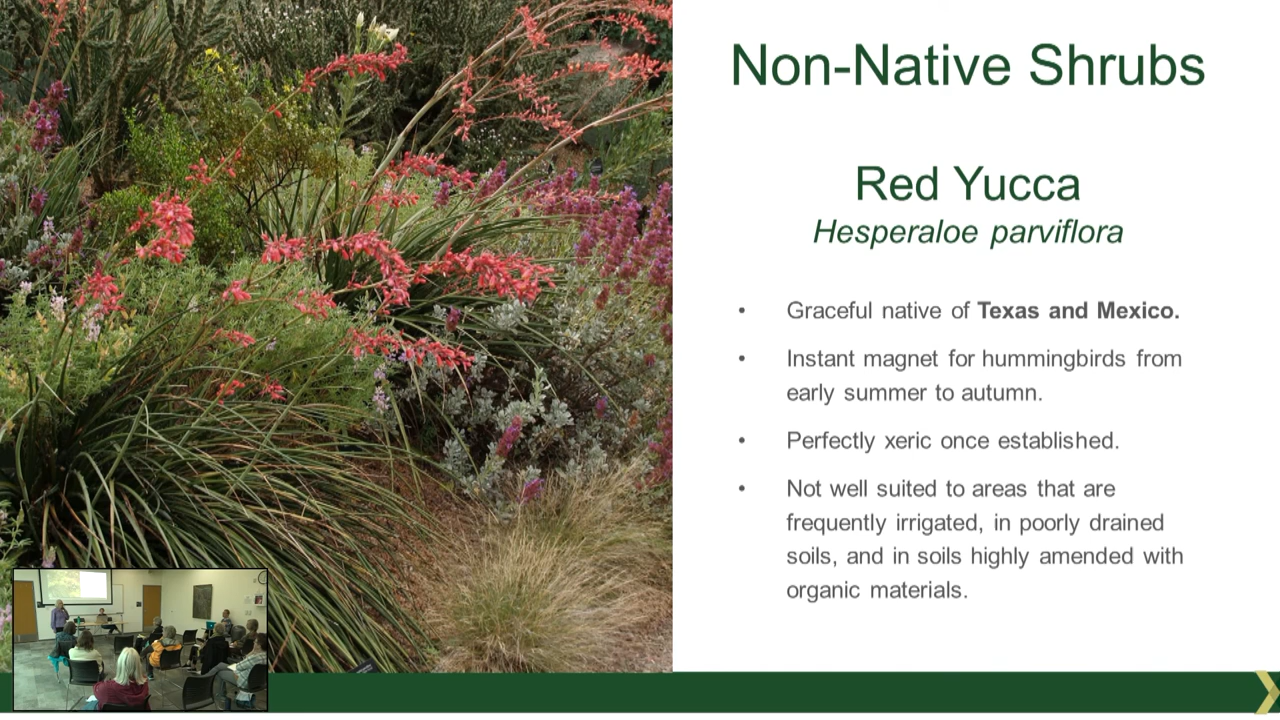 Non-Native Shrubs
Red Yucca
Hesperaloe parviflora
• Graceful native of Texas and Mexico.
• Instant magnet for hummingbirds from
early summer to autumn.
• Perfectly xeric once established.
• Not well suited to areas that are
frequently irrigated, in poorly drained
soils, and in soils highly amended with
organic materials.